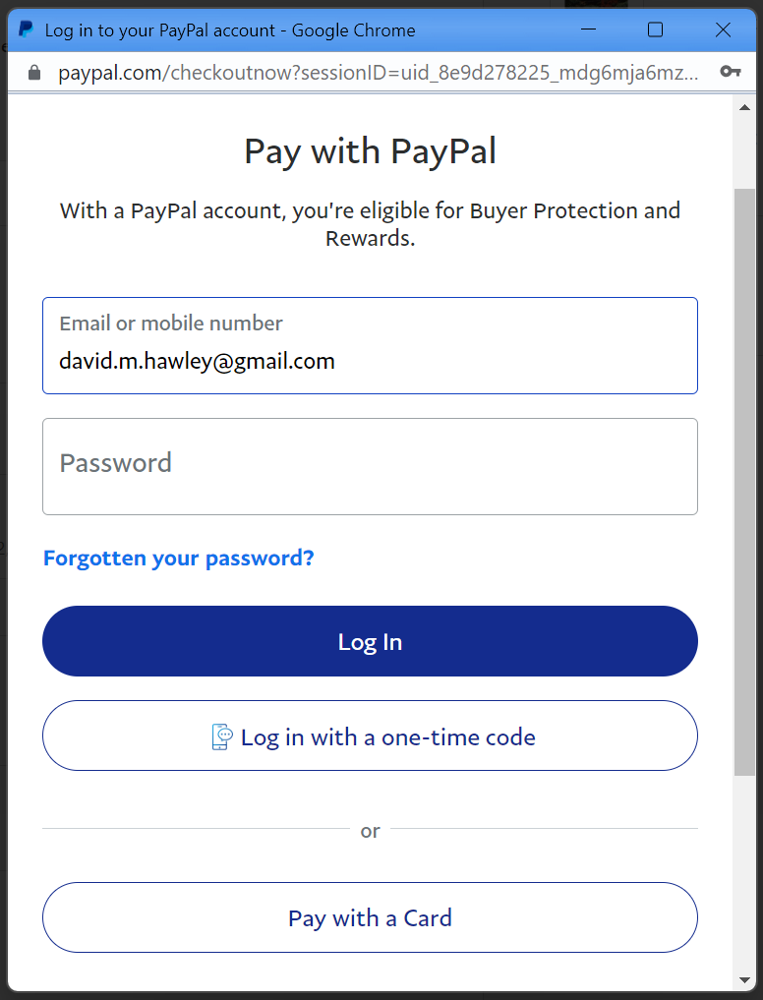 Log in to your PayPal account - Google Chrome
paypal.com/checkoutnow?sessionID=uid_8e9d278225_mdg6mja6mz...
Pay with PayPal
With a PayPal account, you're eligible for Buyer Protection and
Rewards.
Email or mobile number
david.m.hawley@gmail.com
Password
Forgotten your password?
Log In
Log in with a one-time code
or
Pay with a Card